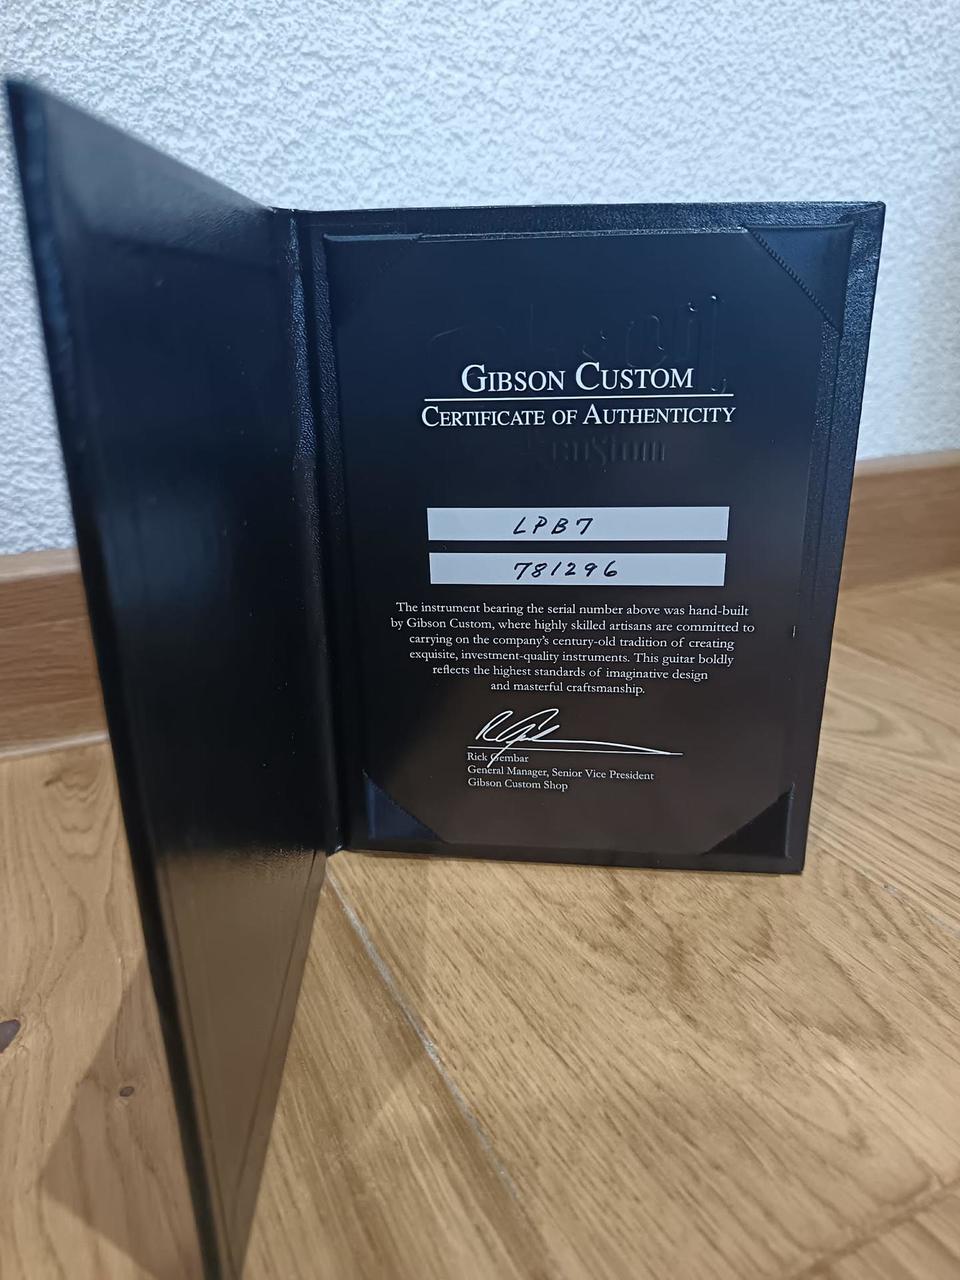 GIBSON CUSTOM
CERTIFICATE OF AUTHENTICITY
custom
LPB7
781296
The instrument bearing the serial number above was hand-built
by Gibson Custom, where highly skilled artisans are committed to
carrying on the company's century-old tradition of creating
exquisite, investment-quality instruments. This guitar boldly
reflects the highest standards of imaginative design
and masterful craftsmanship.
Rick Gembar
General Manager, Senior Vice President
Gibson Custom Shop